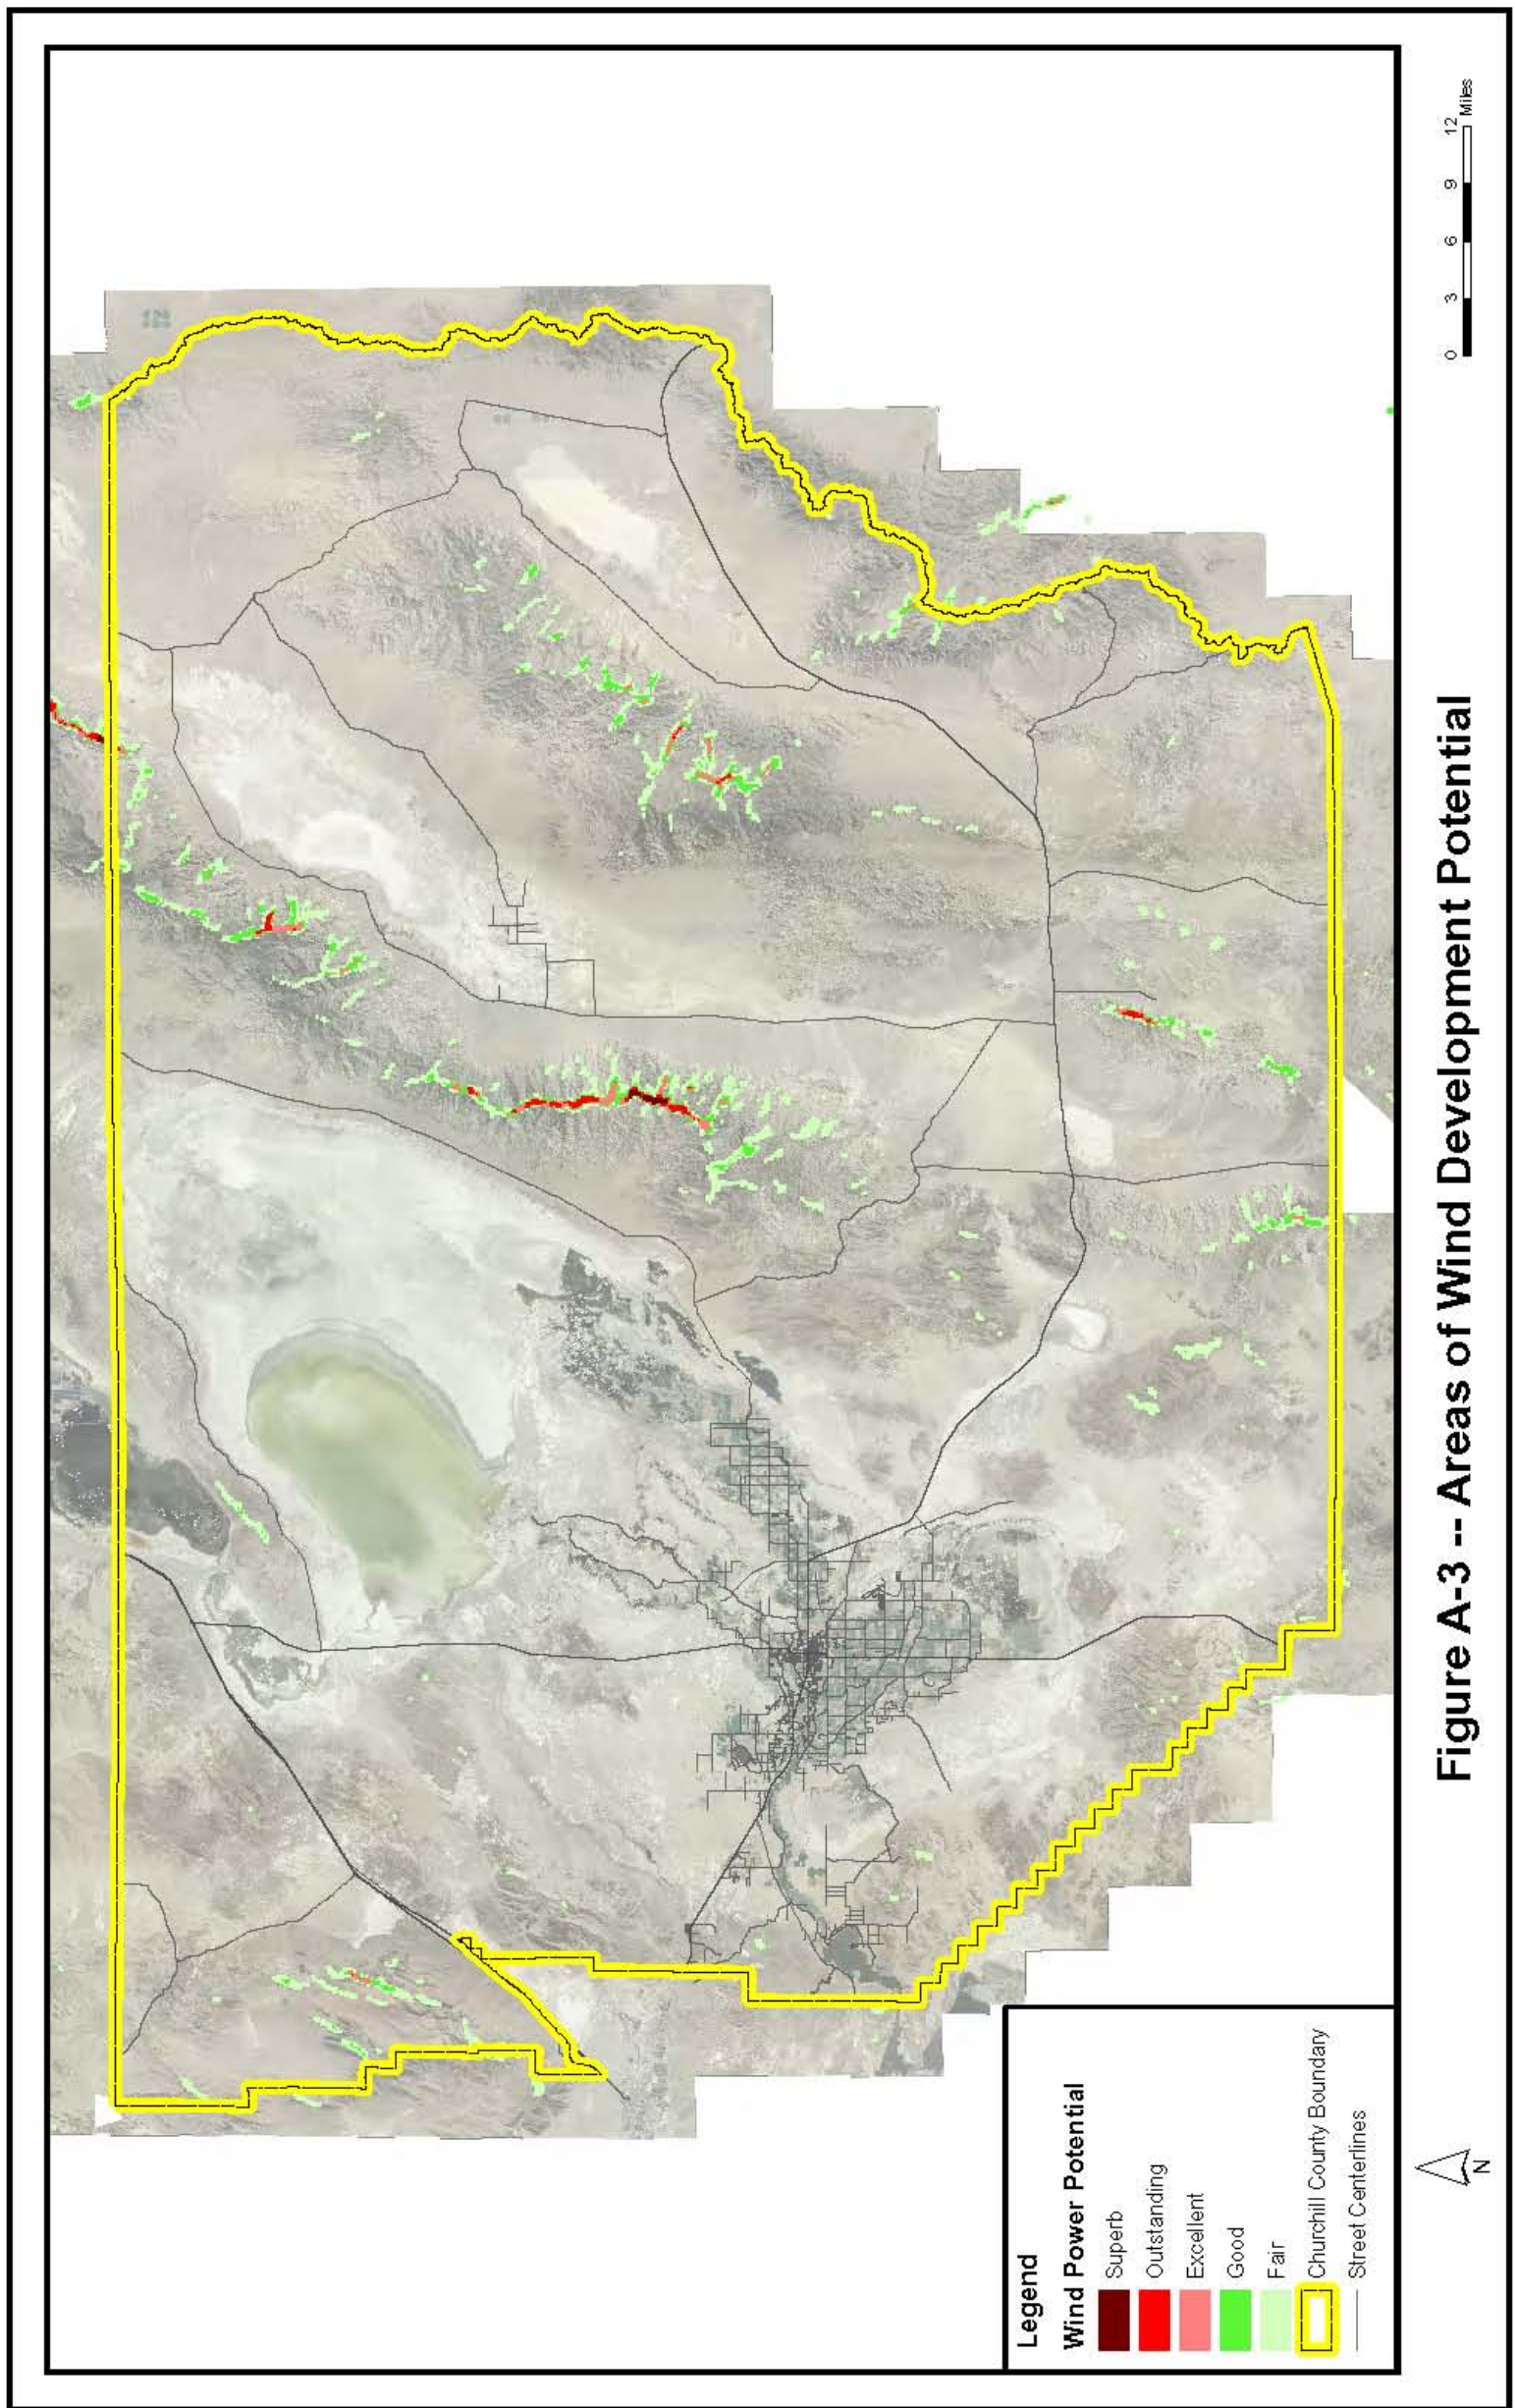 Legend
Wind Power Potential
Superb
Outstanding
Excellent
Good
Fair
Churchill County Boundary
Street Centerlines
N
Figure A-3 -- Areas of Wind Development Potential
0 3 6 9 12
Miles